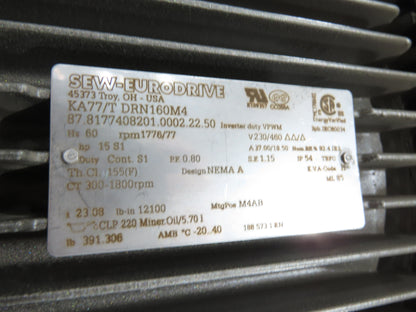 SEW-EURODRIVE
45373 Troy, OH - USA
KA77/T DRN160M4
87.8177408201.0002.22.50 Inverter duty VPWM
Hz 60 rpm 1776/77 V 230/460
hp 15 S1 A 37.00/18.50
Duty Cont. S1 P.F. 0.80 S.F. 1.15 IP 54
Th.Cl. 155(F) Design NEMA A
CT 300-1800rpm
i 23.08 lb-in 12100 MtgPos M4AB
CLP 220 Miner.Oil/5.70 l
lb 391.306 AMB °C -20..40
Energy Verified